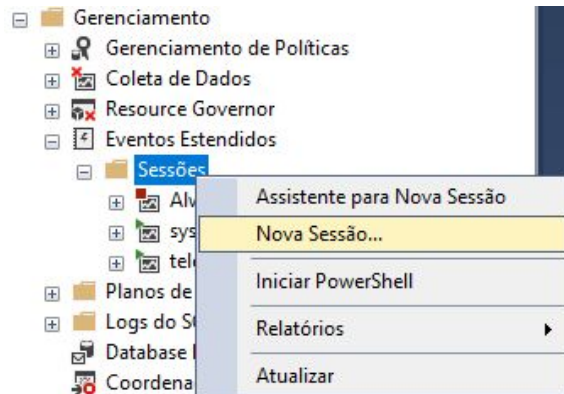 Gerenciamento
Gerenciamento de Políticas
Coleta de Dados
Resource Governor
Eventos Estendidos
Sessões
Assistente para Nova Sessão
Nova Sessão...
Iniciar PowerShell
Planos de
Relatórios
Logs do
Database
Atualizar